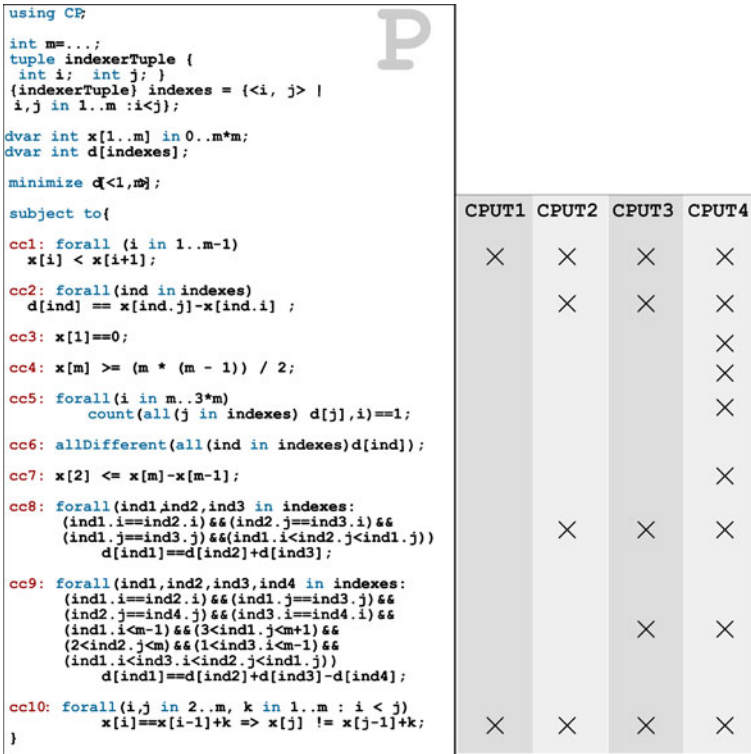 using CP;
P
int m=...;
tuple indexerTuple {
int i; int j; }
{indexerTuple} indexes = {<i, j> |
i,j in 1..m :i<j};
dvar int x[1..m] in 0..m*m;
dvar int d[indexes];
minimize d[<1,m>];
subject to{
CPUT1 CPUT2 CPUT3 CPUT4
cc1: forall (i in 1..m-1)
x[i] < x[i+1];
× × × ×
cc2: forall(ind in indexes)
d[ind] == x[ind.j]-x[ind.i] ;
× × ×
cc3: x[1]==0;
×
cc4: x[m] >= (m * (m - 1)) / 2;
×
cc5: forall(i in m..3*m)
count(all(j in indexes) d[j],i)==1;
×
cc6: allDifferent(all(ind in indexes)d[ind]);
cc7: x[2] <= x[m]-x[m-1];
×
cc8: forall(ind1,ind2,ind3 in indexes:
(ind1.i==ind2.i)&&(ind2.j==ind3.i)&&
(ind1.j==ind3.j)&&(ind1.i<ind2.j<ind1.j))
d[ind1]==d[ind2]+d[ind3];
× × ×
cc9: forall(ind1,ind2,ind3,ind4 in indexes:
(ind1.i==ind2.i)&&(ind1.j==ind3.j)&&
(ind2.j==ind4.j)&&(ind3.i==ind4.i)&&
(ind1.i<m-1)&&(3<ind1.j<m+1)&&
(2<ind2.j<m)&&(1<ind3.i<m-1)&&
(ind1.i<ind3.i<ind2.j<ind1.j))
d[ind1]==d[ind2]+d[ind3]-d[ind4];
× ×
cc10: forall(i,j in 2..m, k in 1..m : i < j)
x[i]==x[i-1]+k => x[j] != x[j-1]+k;
× × × ×
}